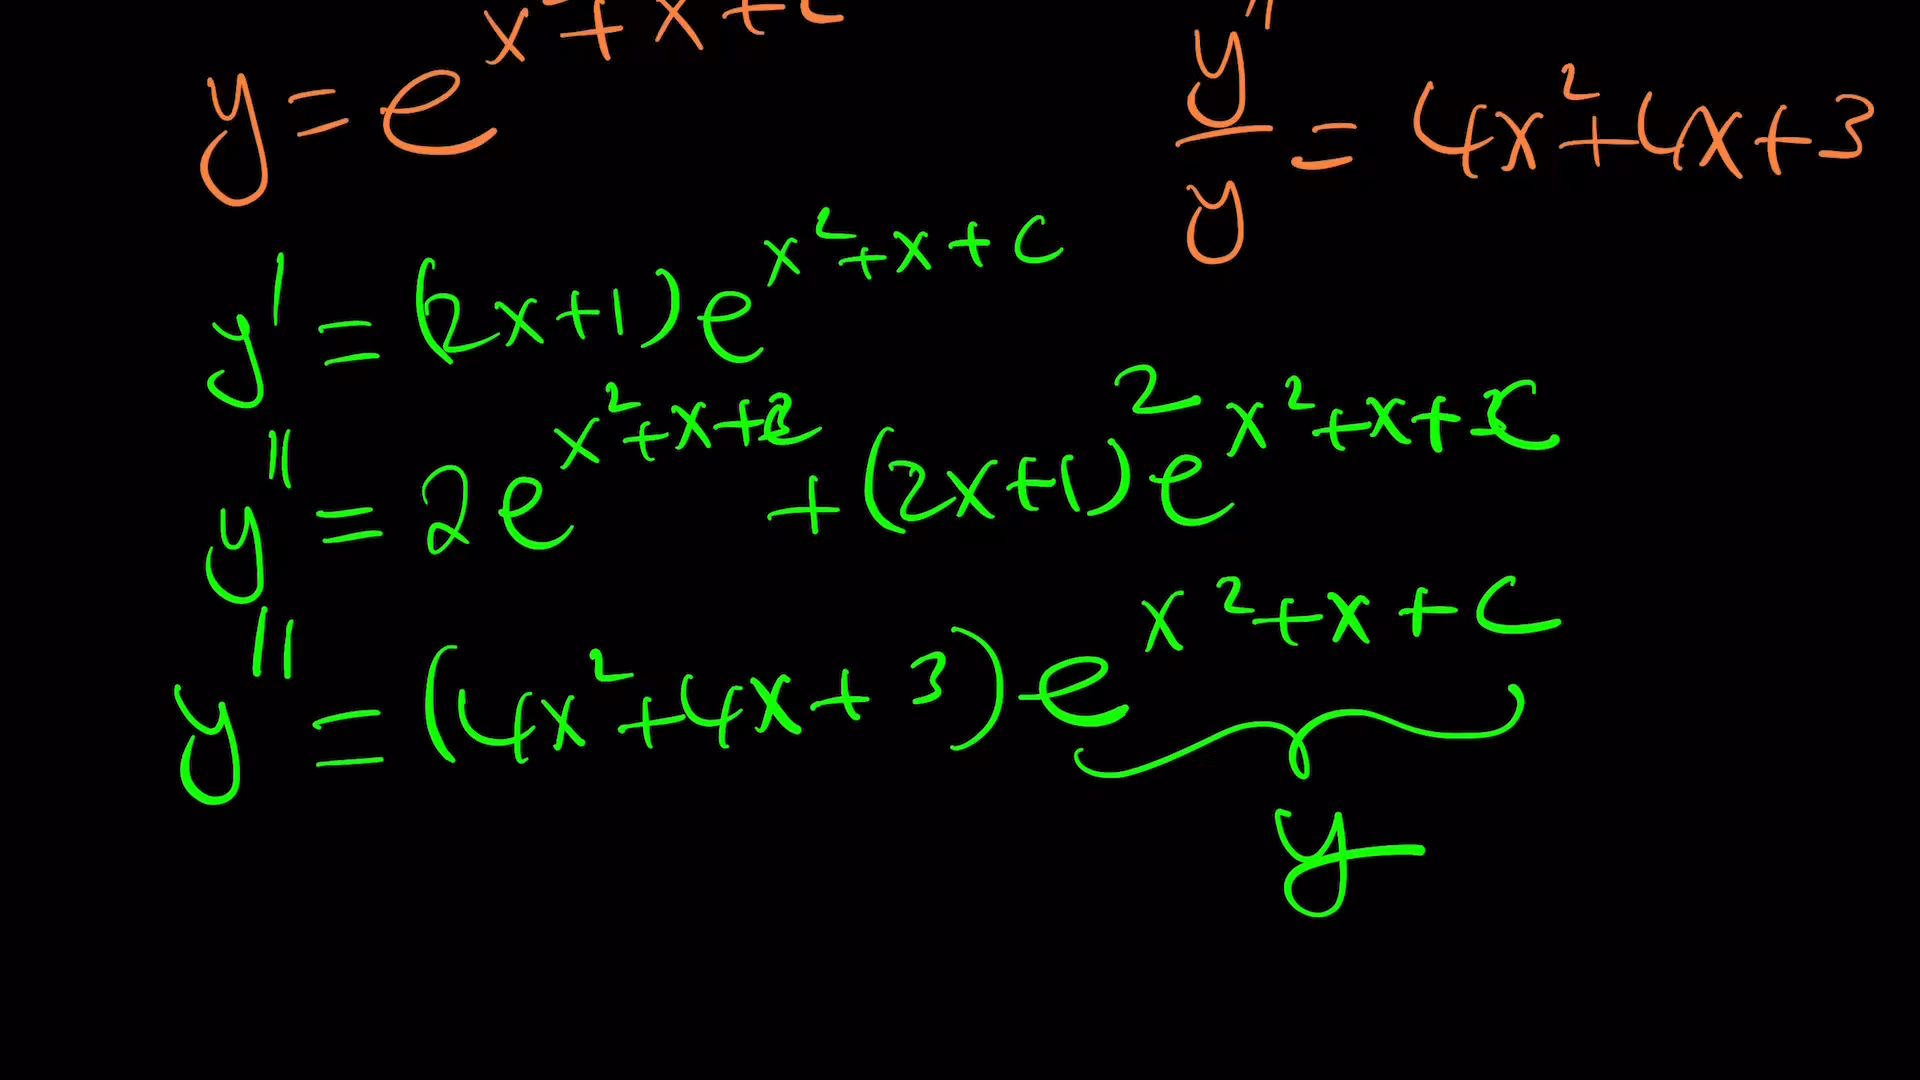 y = e^{x²+x+c}
y''/y = 4x²+4x+3
y' = (2x+1)e^{x²+x+c}
y'' = 2e^{x²+x+c} + (2x+1)²e^{x²+x+c}
y'' = (4x²+4x+3)e^{x²+x+c}
y